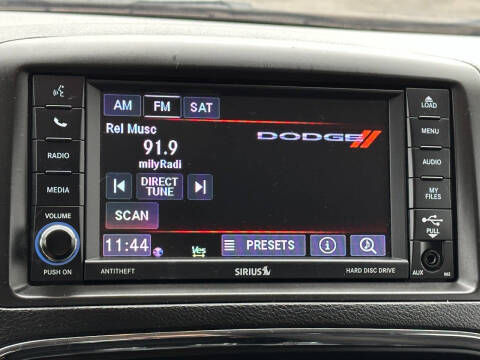 AM FM SAT
Rel Musc
91.9
milyRadi
DODGE
DIRECT
TUNE
SCAN
11:44
Yes
PRESETS
RADIO
MEDIA
VOLUME
PUSH ON
LOAD
MENU
AUDIO
MY
FILES
PULL
AUX
ANTITHEFT
SIRIUS
HARD DISC DRIVE